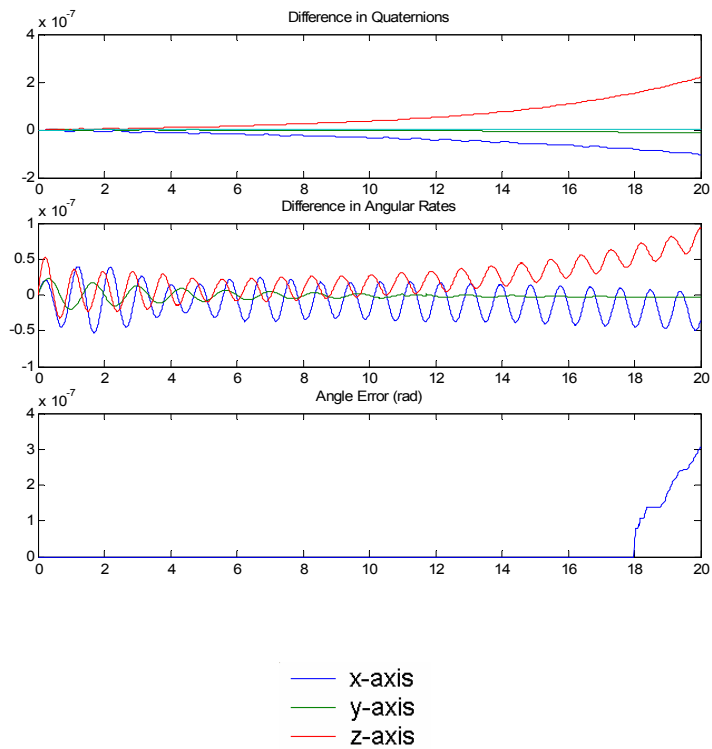 x 10-7
Difference in Quaternions
4
2
0
-2
0 2 4 6 8 10 12 14 16 18 20
x 10-7
Difference in Angular Rates
1
0.5
0
-0.5
-1
0 2 4 6 8 10 12 14 16 18 20
x 10-7
Angle Error (rad)
4
3
2
1
0
0 2 4 6 8 10 12 14 16 18 20
x-axis
y-axis
z-axis